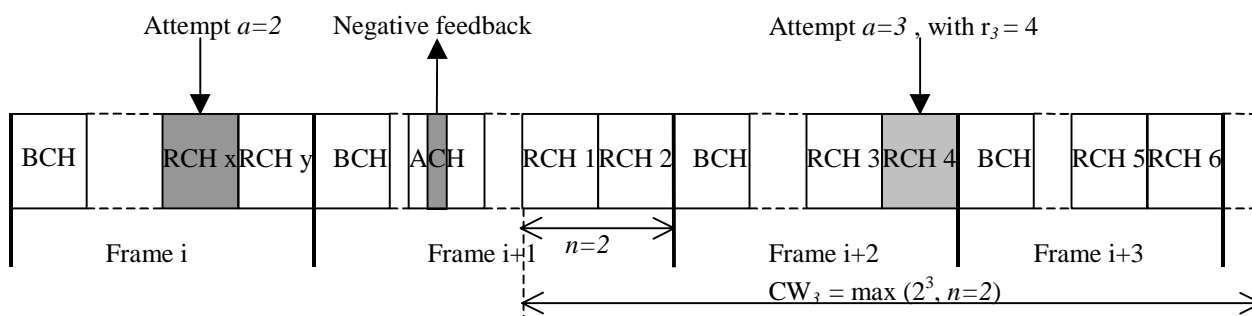 Attempt a=2
Negative feedback
Attempt a=3 , with r₃ = 4
BCH RCH x RCH y BCH ACH RCH 1 RCH 2 BCH RCH 3 RCH 4 BCH RCH 5 RCH 6
Frame i
Frame i+1
n=2
Frame i+2
Frame i+3
CW₃ = max (2³, n=2)